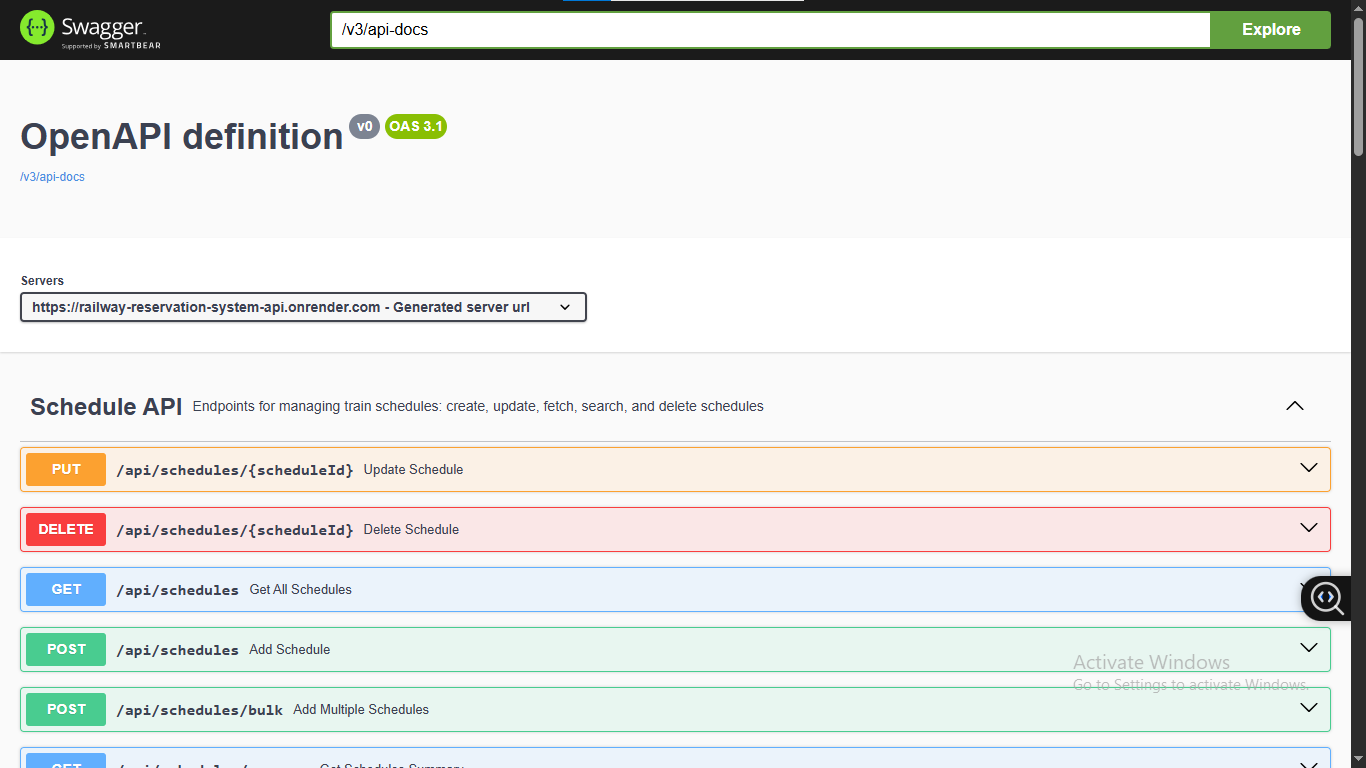 Swagger
Supported by SMARTBEAR
/v3/api-docs
Explore
OpenAPI definition v0 OAS 3.1
/v3/api-docs
Servers
https://railway-reservation-system-api.onrender.com - Generated server url
Schedule API Endpoints for managing train schedules: create, update, fetch, search, and delete schedules
PUT /api/schedules/{scheduleId} Update Schedule
DELETE /api/schedules/{scheduleId} Delete Schedule
GET /api/schedules Get All Schedules
POST /api/schedules Add Schedule
Activate Windows
Go to Settings to activate Windows.
POST /api/schedules/bulk Add Multiple Schedules
GET Get Schedules Summary